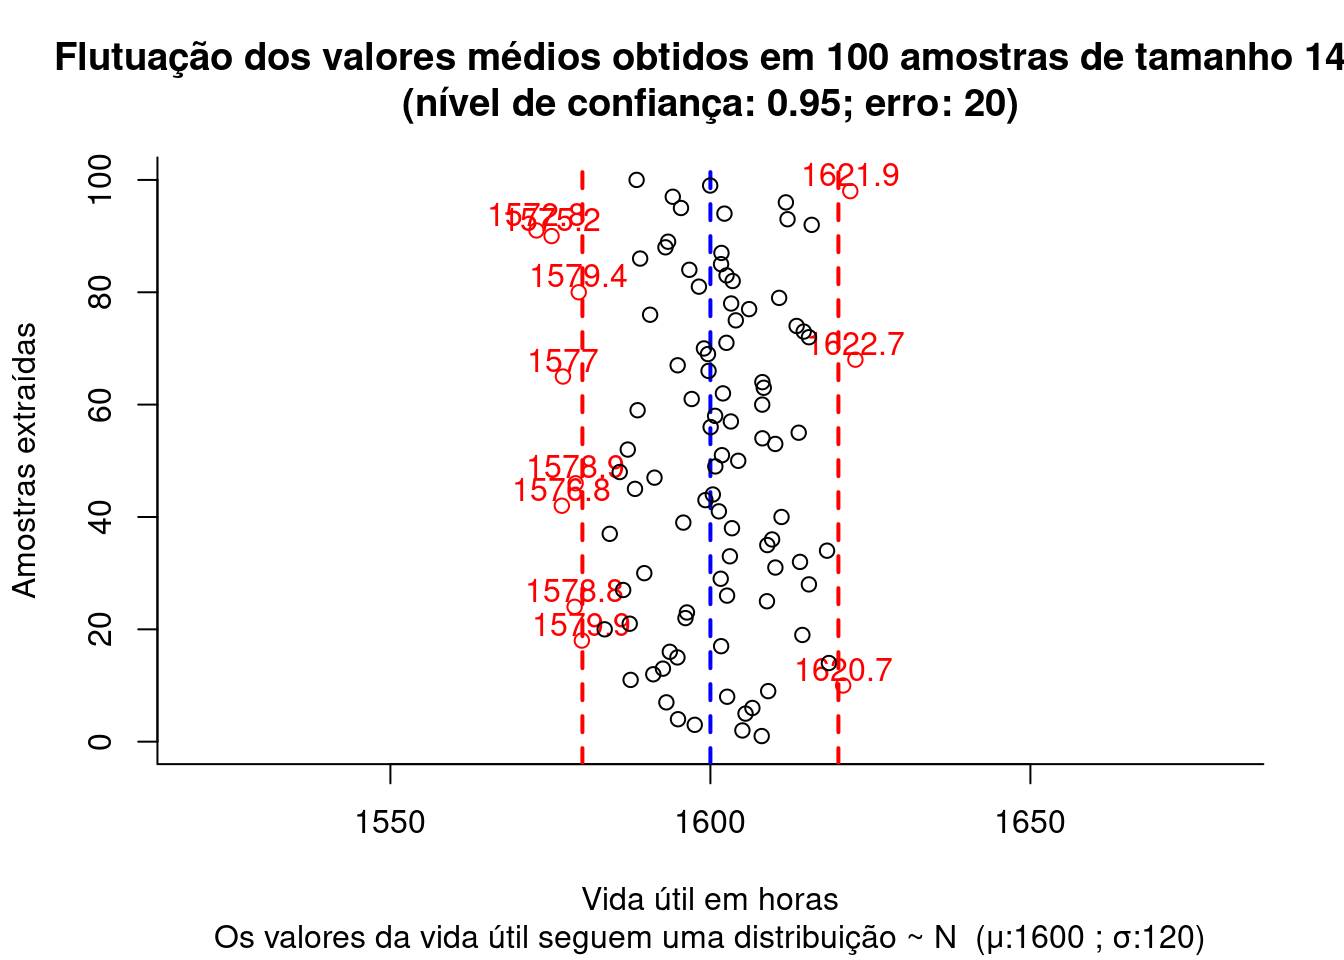 Flutuação dos valores médios obtidos em 100 amostras de tamanho 14
(nível de confiança: 0.95; erro: 20)
Amostras extraídas
100
80
60
40
20
0
1621.9
1572.8
1575.2
1579.4
1622.7
1577
1578.9
1576.8
1578.8
1579.9
1620.7
1550 1600 1650
Vida útil em horas
Os valores da vida útil seguem uma distribuição ~ N (μ:1600 ; σ:120)